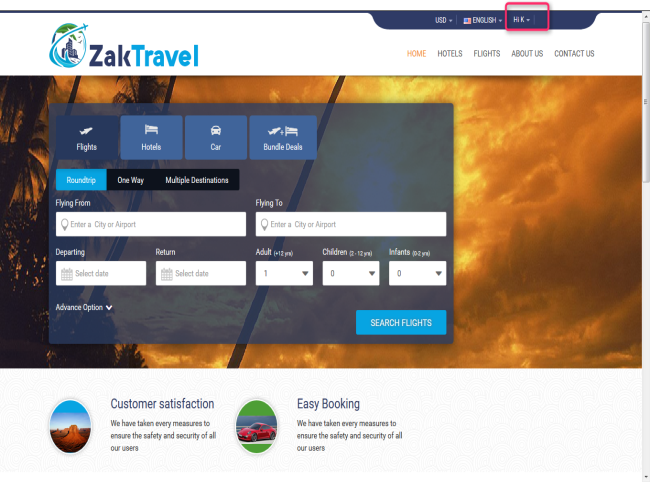 USD ENGLISH Hi K
ZakTravel
HOME HOTELS FLIGHTS ABOUT US CONTACT US
Flights Hotels Car Bundle Deals
Roundtrip One Way Multiple Destinations
Flying From Flying To
Enter a City or Airport Enter a City or Airport
Departing Return Adult (+12 yrs) Children (2 - 12 yrs) Infants (0-2 yrs)
Select date Select date 1 0 0
Advance Option
SEARCH FLIGHTS
Customer satisfaction
We have taken every measures to
ensure the safety and security of all
our users
Easy Booking
We have taken every measures to
ensure the safety and security of all
our users